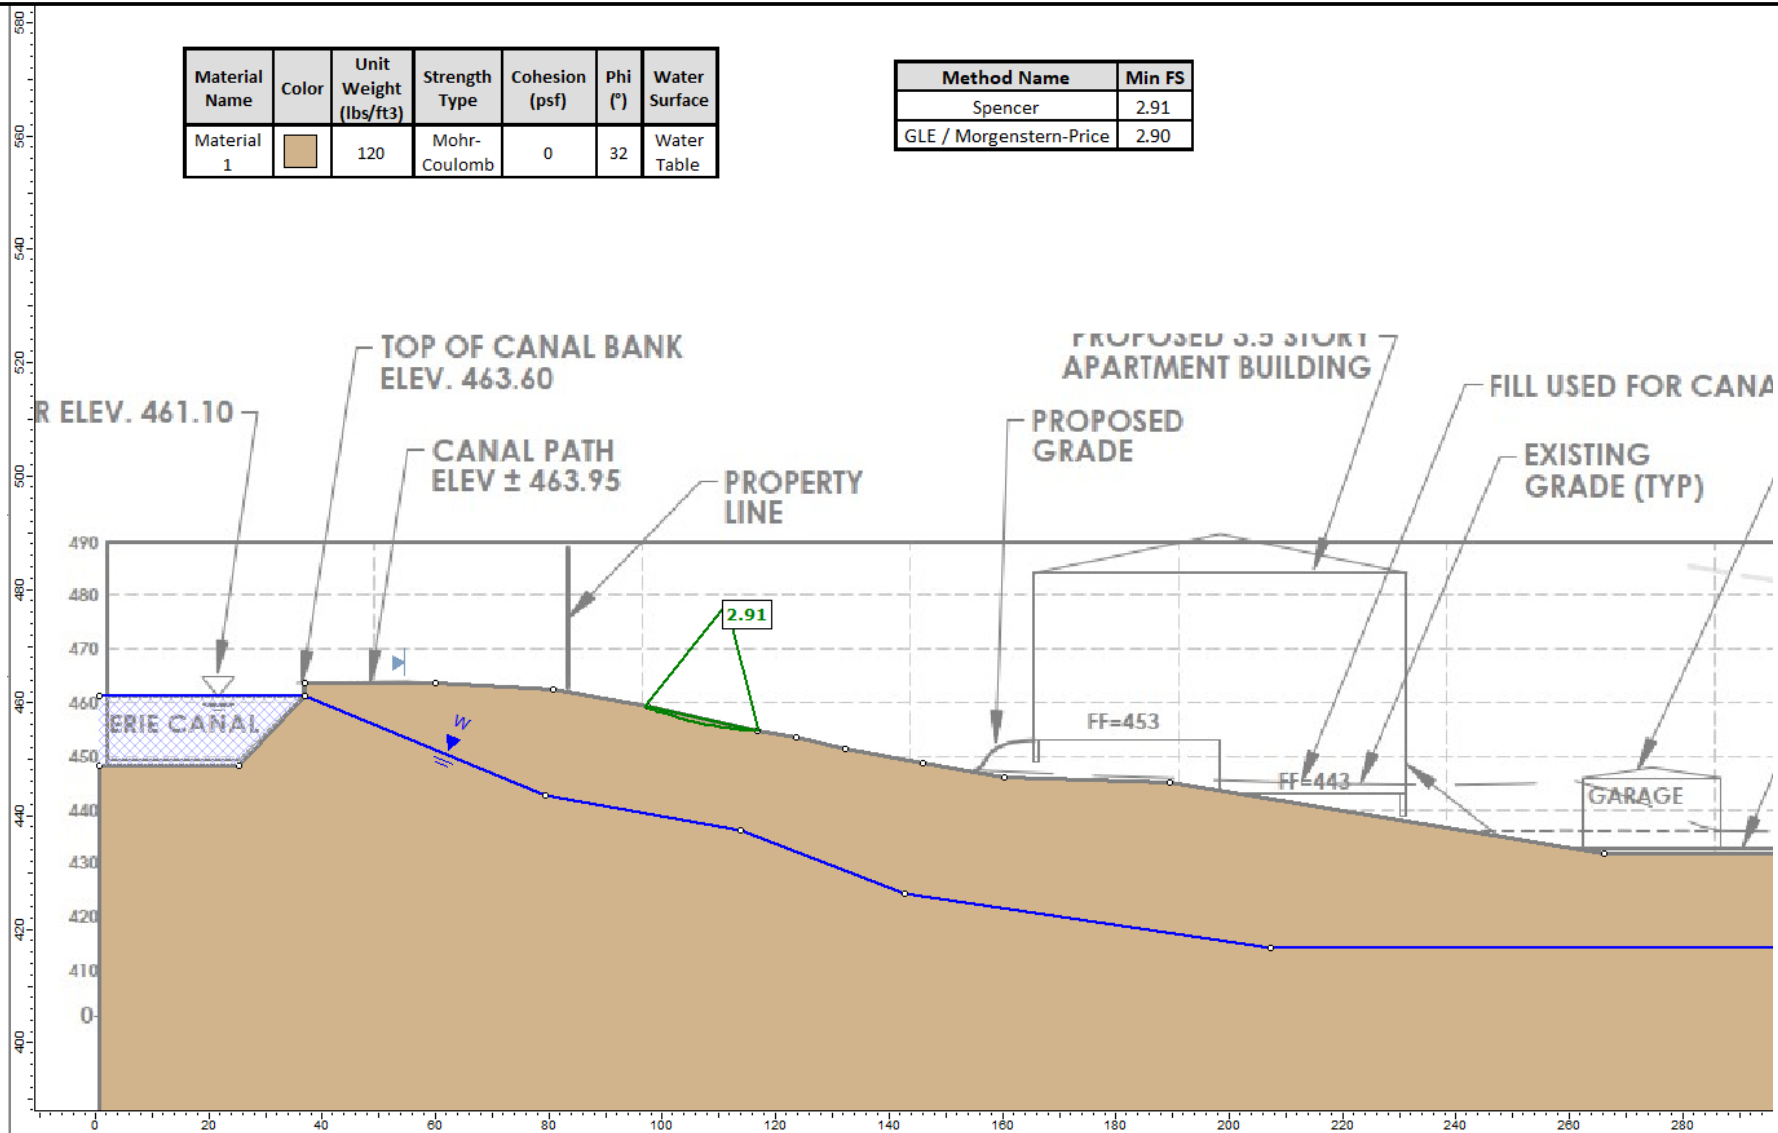 Material Name | Color | Unit Weight (lbs/ft3) | Strength Type | Cohesion (psf) | Phi (°) | Water Surface
Material 1 | | 120 | Mohr-Coulomb | 0 | 32 | Water Table
Method Name | Min FS
Spencer | 2.91
GLE / Morgenstern-Price | 2.90
TOP OF CANAL BANK
ELEV. 463.60
PROPOSED 3.5 STORY
APARTMENT BUILDING
FILL USED FOR CANA
R ELEV. 461.10
CANAL PATH
ELEV ± 463.95
PROPOSED
GRADE
EXISTING
GRADE (TYP)
PROPERTY
LINE
2.91
ERIE CANAL
W
FF=453
FF=443
GARAGE
490
480
470
460
450
440
430
420
410
0
580
560
540
520
500
480
460
440
420
400
0 20 40 60 80 100 120 140 160 180 200 220 240 260 280